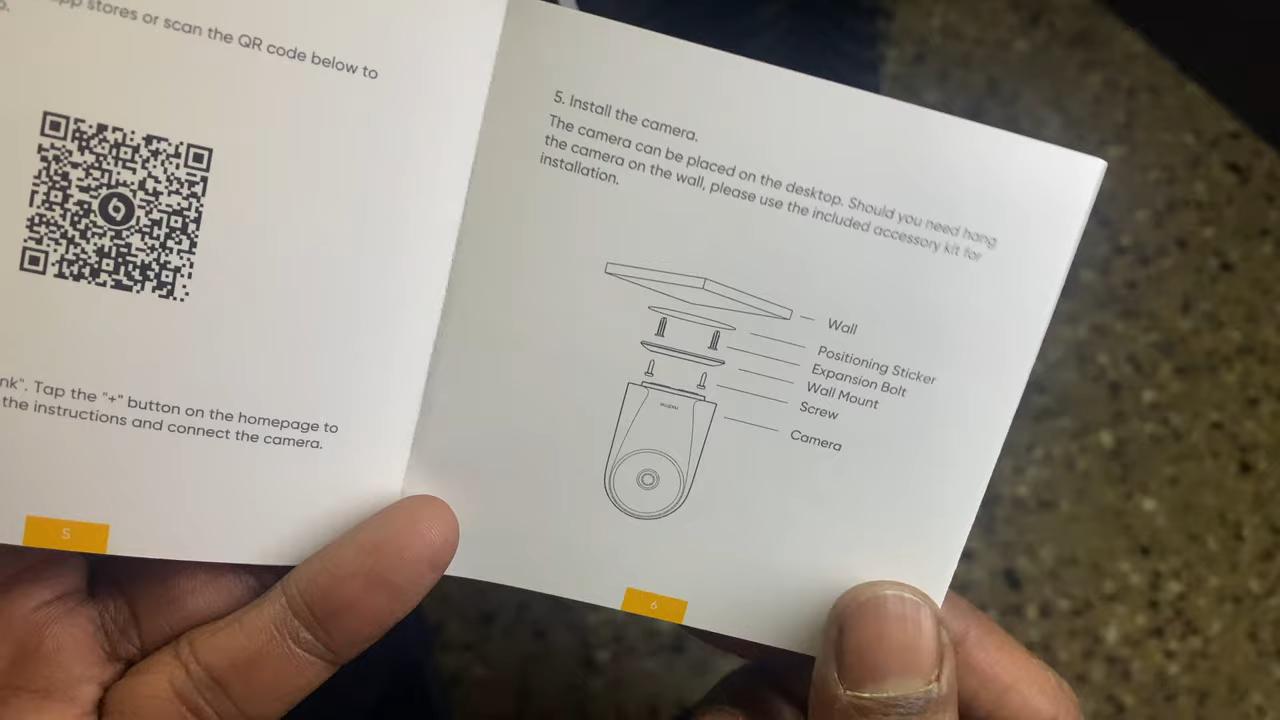 app stores or scan the QR code below to
nk". Tap the "+" button on the homepage to
the instructions and connect the camera.
5
5. Install the camera.
The camera can be placed on the desktop. Should you need hang
the camera on the wall, please use the included accessory kit for
installation.
Wall
Positioning Sticker
Expansion Bolt
Wall Mount
Screw
Camera
6